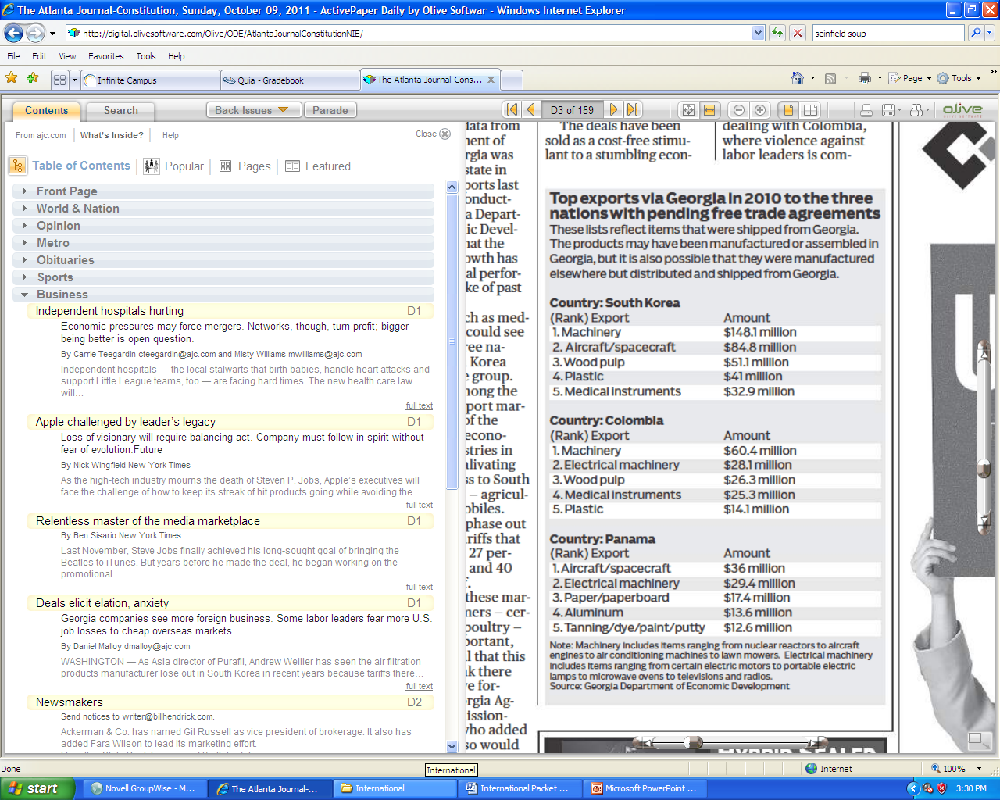 The Atlanta Journal-Constitution, Sunday, October 09, 2011 - ActivePaper Daily by Olive Softwar - Windows Internet Explorer
http://digital.olivesoftware.com/Olive/ODE/AtlantaJournalConstitutionNIE/
seinfield soup
File Edit View Favorites Tools Help
Infinite Campus
Quia - Gradebook
The Atlanta Journal-Cons...
Page
Tools
Contents
Search
Back Issues
Parade
D3 of 159
olive
From ajc.com
What's Inside?
Help
Close
Table of Contents
Popular
Pages
Featured
Front Page
World & Nation
Opinion
Metro
Obituaries
Sports
Business
Independent hospitals hurting D1
Economic pressures may force mergers. Networks, though, turn profit; bigger
being better is open question.
By Carrie Teegardin cteegardin@ajc.com and Misty Williams mwilliams@ajc.com
Independent hospitals — the local stalwarts that birth babies, handle heart attacks and
support Little League teams, too — are facing hard times. The new health care law
will...
full text
Apple challenged by leader's legacy D1
Loss of visionary will require balancing act. Company must follow in spirit without
fear of evolution.Future
By Nick Wingfield New York Times
As the high-tech industry mourns the death of Steven P. Jobs, Apple's executives will
face the challenge of how to keep its streak of hit products going while avoiding the...
full text
Relentless master of the media marketplace D1
By Ben Sisario New York Times
Last November, Steve Jobs finally achieved his long-sought goal of bringing the
Beatles to iTunes. But years before he made the deal, he began working on the
promotional...
full text
Deals elicit elation, anxiety D1
Georgia companies see more foreign business. Some labor leaders fear more U.S.
job losses to cheap overseas markets.
By Daniel Malloy dmalloy@ajc.com
WASHINGTON — As Asia director of Purafil, Andrew Weiller has seen the air filtration
products manufacturer lose out in South Korea in recent years because tariffs there...
full text
Newsmakers D2
Send notices to writer@billhendrick.com.
Ackerman & Co. has named Gil Russell as vice president of brokerage. It also has
added Fara Wilson to lead its marketing effort.
data from
ment of
rgia was
state in
ports last
onduct-
a Depart-
ic Devel-
hat the
owth has
al perfor-
ke of past
ch as med-
could see
ree na-
Korea
e group.
nong the
port mar-
of the
econo-
stries in
alivating
ss to South
– agricul-
obiles.
phase out
riffs that
27 per-
and 40
these mar-
mers – cer-
poultry –
portant,
l that this
nk there
e for-
rgia Ag-
ission-
who added
so would
The deals have been
sold as a cost-free stimu-
lant to a stumbling econ-
dealing with Colombia,
where violence against
labor leaders is com-
Top exports via Georgia in 2010 to the three
nations with pending free trade agreements
These lists reflect items that were shipped from Georgia.
The products may have been manufactured or assembled in
Georgia, but it is also possible that they were manufactured
elsewhere but distributed and shipped from Georgia.
Country: South Korea
(Rank) Export Amount
1. Machinery $148.1 million
2. Aircraft/spacecraft $84.8 million
3. Wood pulp $51.1 million
4. Plastic $41 million
5. Medical instruments $32.9 million
Country: Colombia
(Rank) Export Amount
1. Machinery $60.4 million
2. Electrical machinery $28.1 million
3. Wood pulp $26.3 million
4. Medical instruments $25.3 million
5. Plastic $14.1 million
Country: Panama
(Rank) Export Amount
1. Aircraft/spacecraft $36 million
2. Electrical machinery $29.4 million
3. Paper/paperboard $17.4 million
4. Aluminum $13.6 million
5. Tanning/dye/paint/putty $12.6 million
Note: Machinery includes items ranging from nuclear reactors to aircraft
engines to air conditioning machines to lawn mowers. Electrical machinery
includes items ranging from certain electric motors to portable electric
lamps to microwave ovens to televisions and radios.
Source: Georgia Department of Economic Development
HYBRID DEALER
Done
International
Internet
100%
start
Novell GroupWise - M...
The Atlanta Journal-...
International
International Packet ...
Microsoft PowerPoint ...
3:30 PM